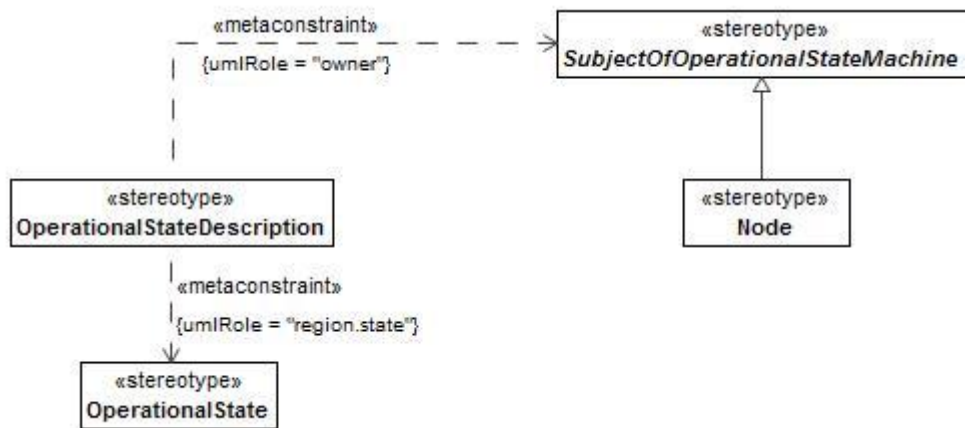 «metaconstraint»
{umlRole = "owner"}
«stereotype»
SubjectOfOperationalStateMachine
«stereotype»
OperationalStateDescription
«stereotype»
Node
«metaconstraint»
{umlRole = "region.state"}
«stereotype»
OperationalState